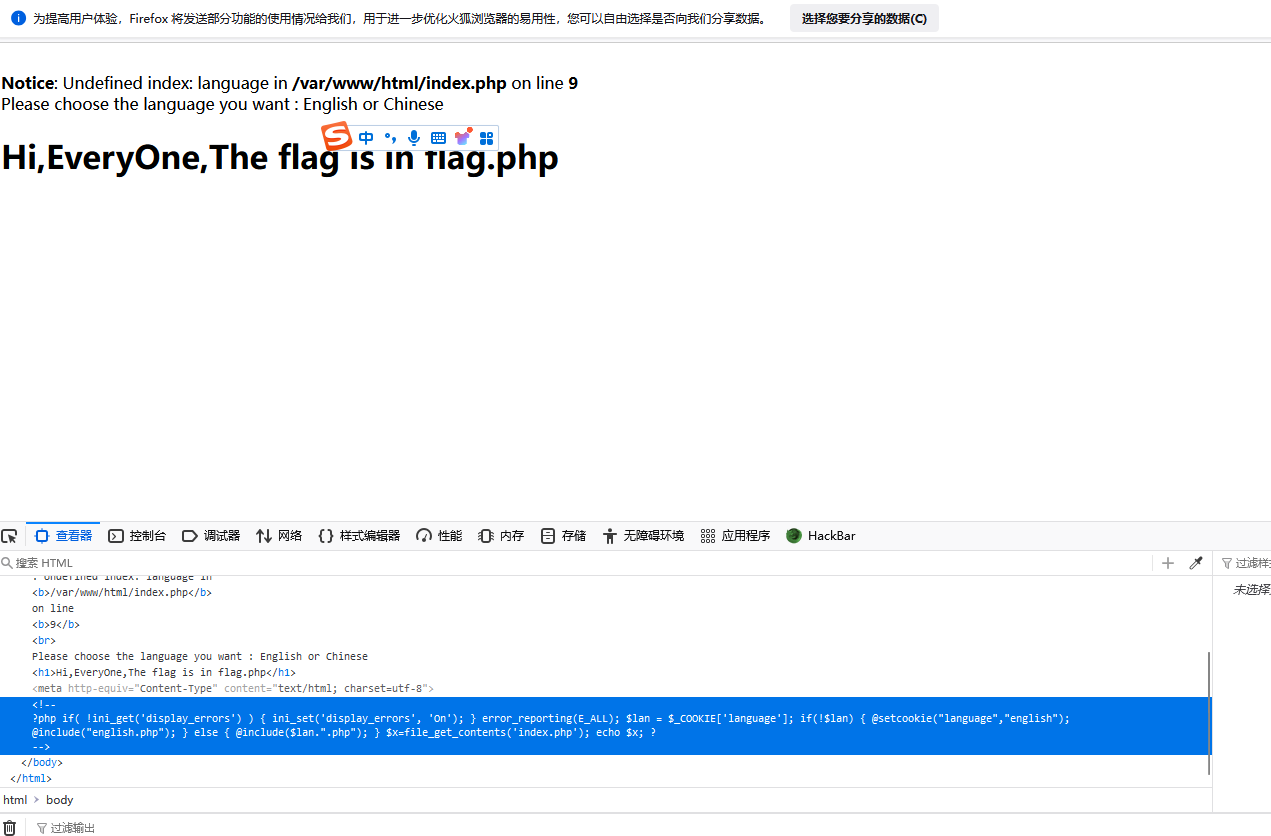 为提高用户体验，Firefox 将发送部分功能的使用情况给我们，用于进一步优化火狐浏览器的易用性，您可以自由选择是否向我们分享数据。 选择您要分享的数据(C)
Notice: Undefined index: language in /var/www/html/index.php on line 9
Please choose the language you want : English or Chinese
中
Hi,EveryOne,The flag is in flag.php
查看器 控制台 调试器 网络 样式编辑器 性能 内存 存储 无障碍环境 应用程序 HackBar
搜索 HTML 过滤样
: Undefined index: language in
<b>/var/www/html/index.php</b>
未选择
on line
<b>9</b>
<br>
Please choose the language you want : English or Chinese
<h1>Hi,EveryOne,The flag is in flag.php</h1>
<meta http-equiv="Content-Type" content="text/html; charset=utf-8">
<!--
?php if( !ini_get('display_errors') ) { ini_set('display_errors', 'On'); } error_reporting(E_ALL); $lan = $_COOKIE['language']; if(!$lan) { @setcookie("language","english");
@include("english.php"); } else { @include($lan.".php"); } $x=file_get_contents('index.php'); echo $x; ?
-->
</body>
</html>
html › body
过滤输出